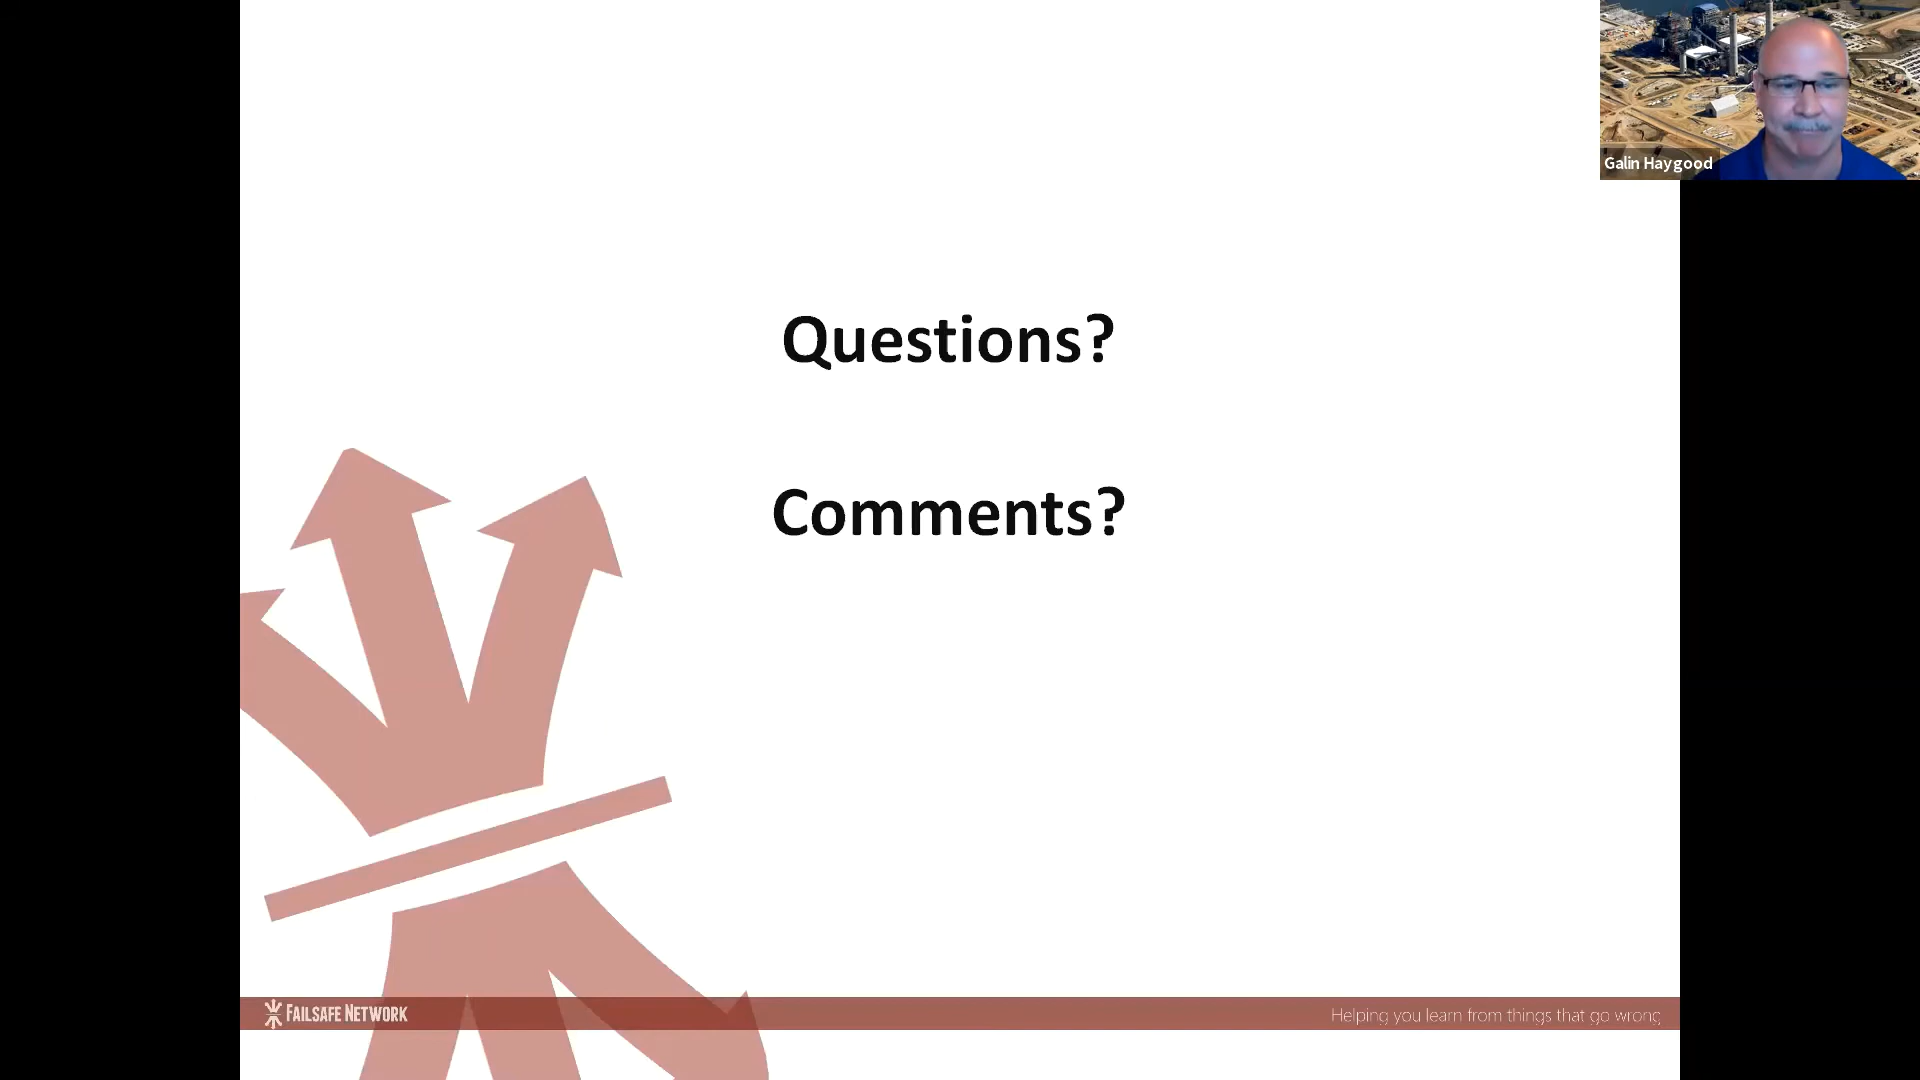 Galin Haygood
Questions?
Comments?
FAILSAFE NETWORK
Helping you learn from things that go wrong